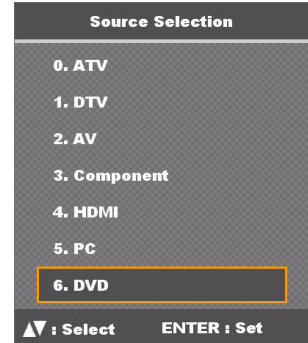 Source Selection
0. ATV
1. DTV
2. AV
3. Component
4. HDMI
5. PC
6. DVD
▲▼ : Select ENTER : Set